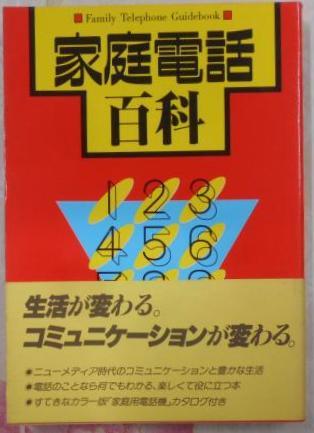 Family Telephone Guidebook
家庭電話
百科
123
456
生活が変わる。
コミュニケーションが変わる。
●ニューメディア時代のコミュニケーションと豊かな生活
●電話のことなら何でもわかる、楽しくて役に立つ本
●すてきなカラー版「家庭用電話機」カタログ付き